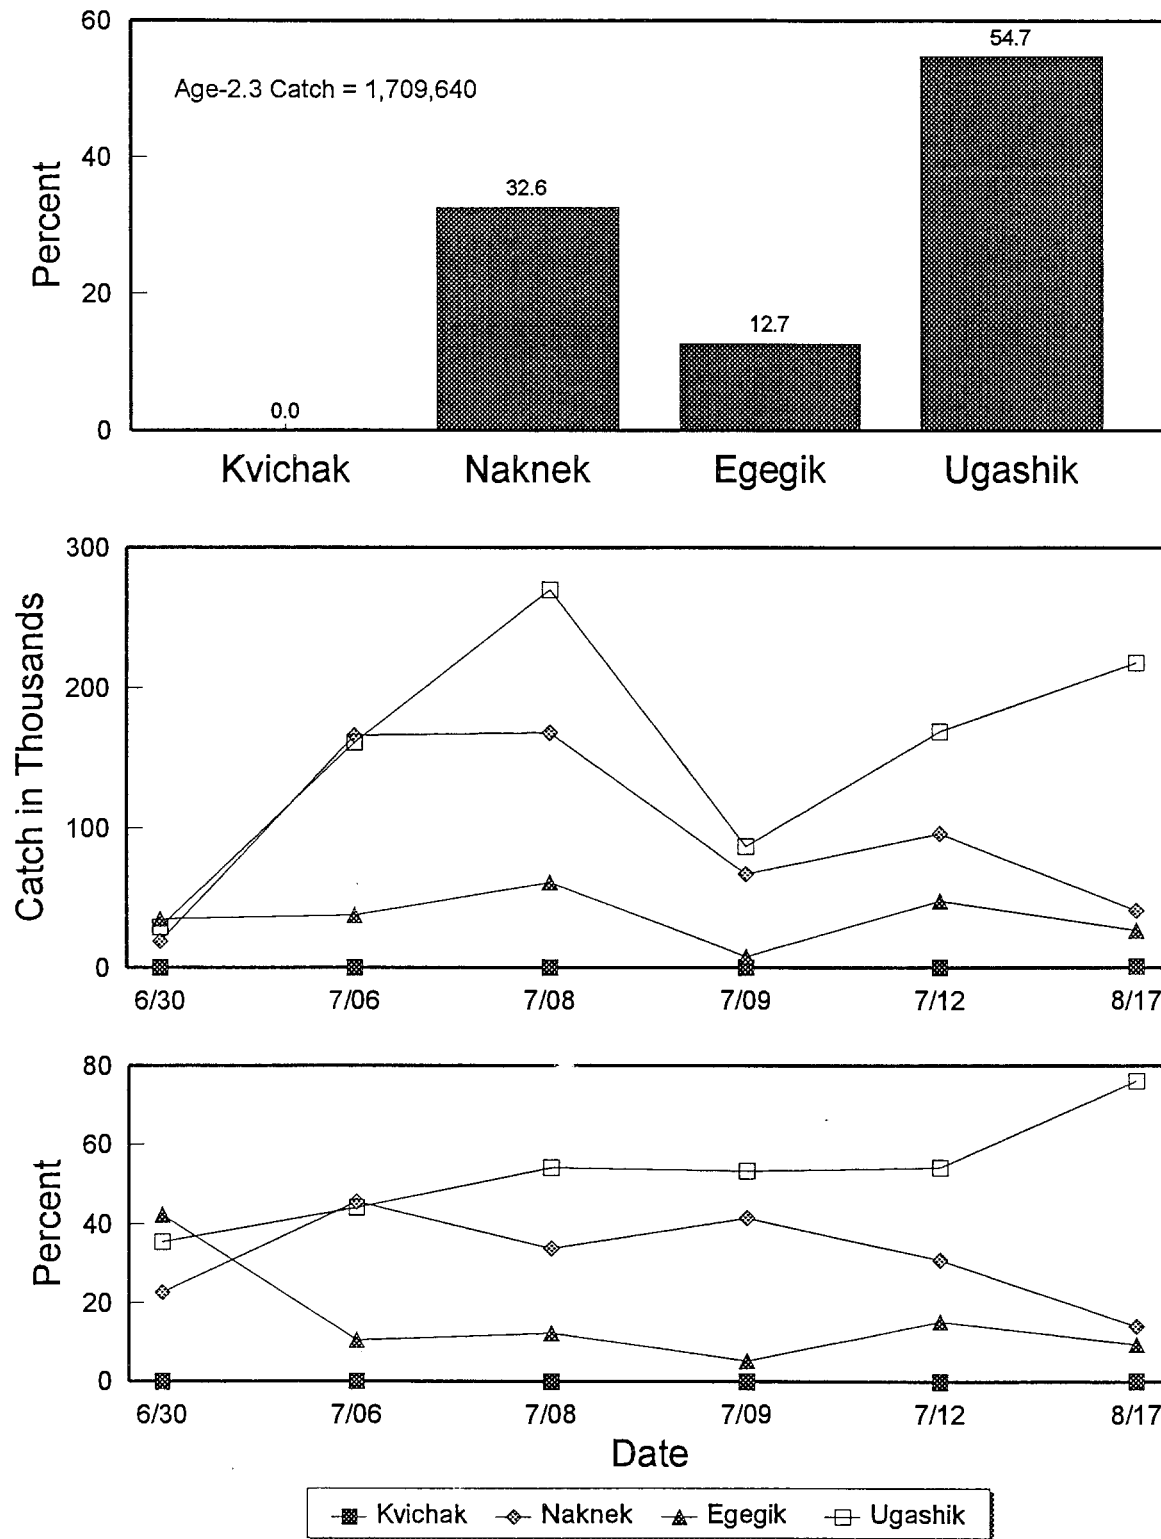 60
54.7
Age-2.3 Catch = 1,709,640
40
Percent
32.6
20
12.7
0.0
0
Kvichak Naknek Egegik Ugashik
300
Catch in Thousands
200
100
0
6/30 7/06 7/08 7/09 7/12 8/17
80
60
Percent
40
20
0
6/30 7/06 7/08 7/09 7/12 8/17
Date
Kvichak Naknek Egegik Ugashik